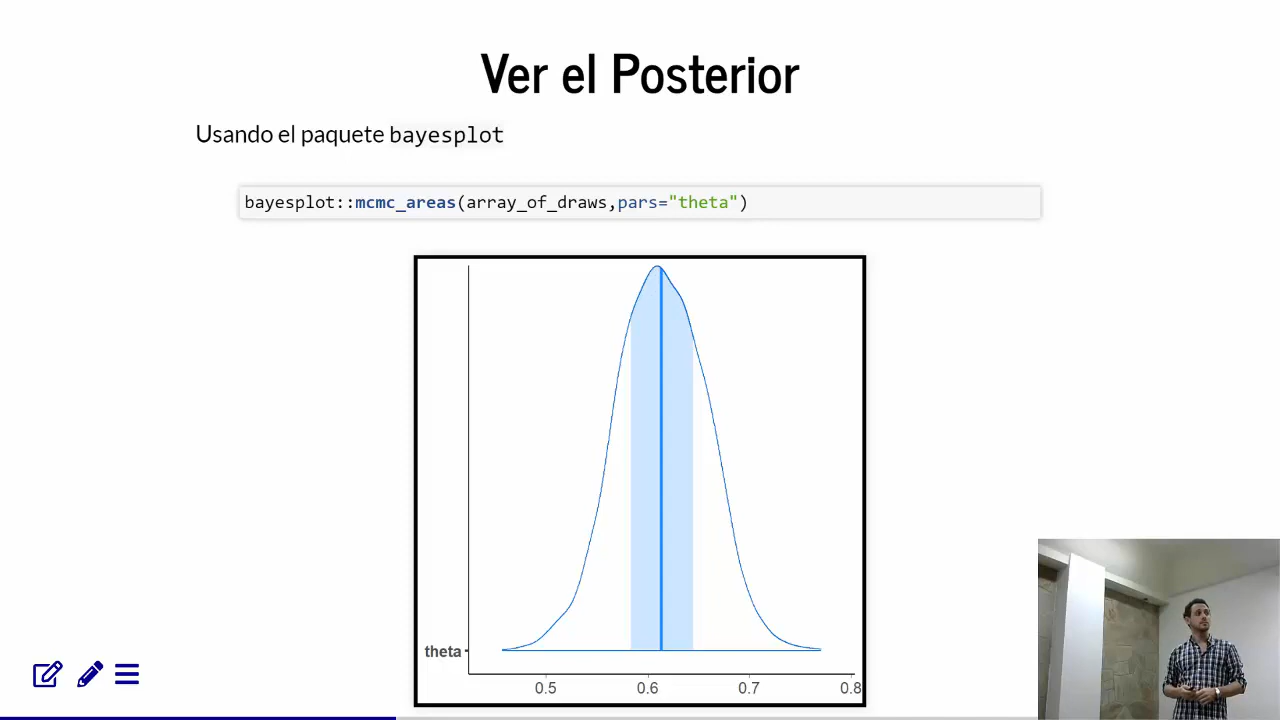 Ver el Posterior
Usando el paquete bayesplot
bayesplot::mcmc_areas(array_of_draws,pars="theta")
theta
0.5 0.6 0.7 0.8